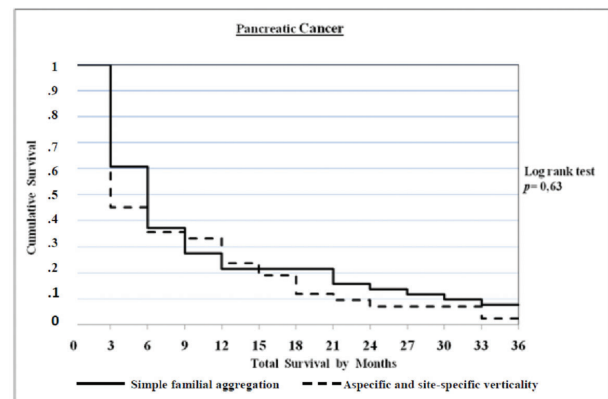 Pancreatic Cancer
1
.9
.8
.7
.6
.5
.4
.3
.2
.1
0
Cumulative Survival
Log rank test
p= 0,63
0 3 6 9 12 15 18 21 24 27 30 33 36
Total Survival by Months
Simple familial aggregation Aspecific and site-specific verticality